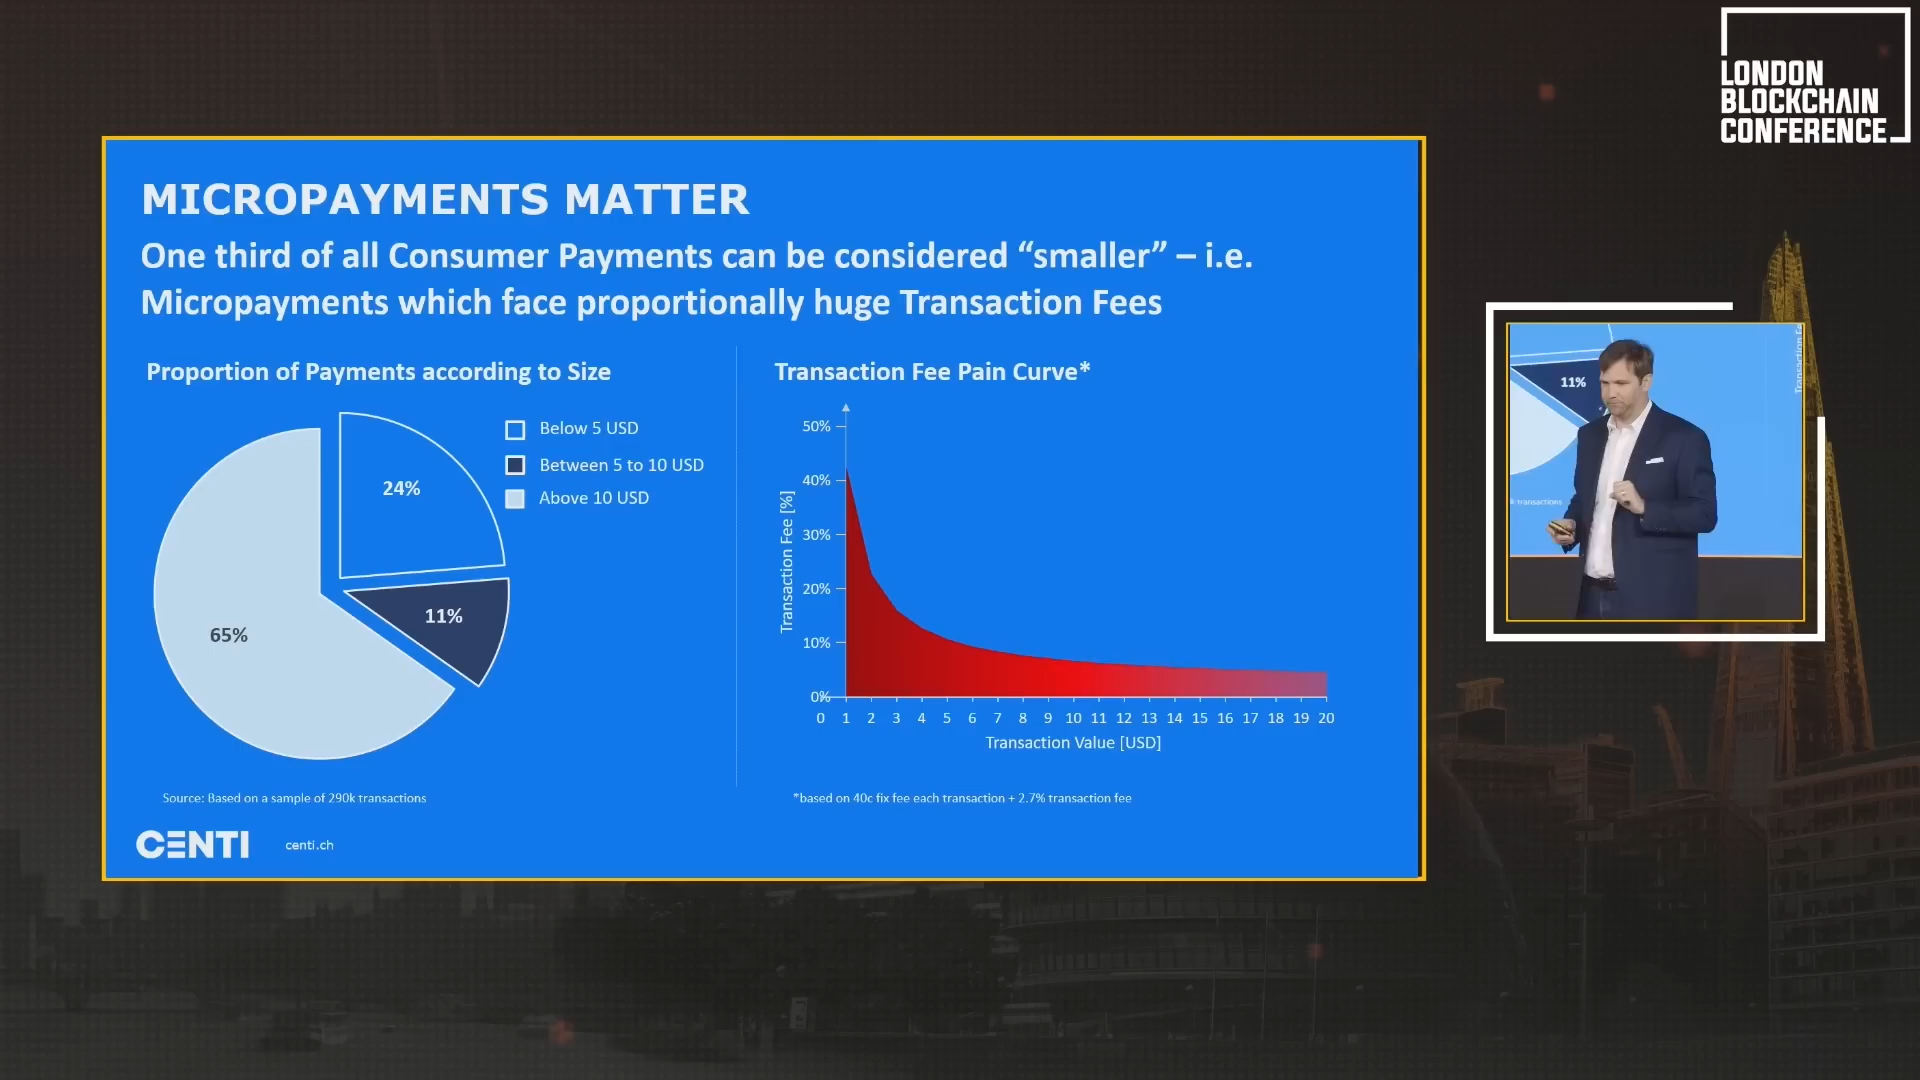 LONDON
BLOCKCHAIN
CONFERENCE
MICROPAYMENTS MATTER
One third of all Consumer Payments can be considered “smaller” – i.e.
Micropayments which face proportionally huge Transaction Fees
Proportion of Payments according to Size
24%
11%
65%
Below 5 USD
Between 5 to 10 USD
Above 10 USD
Source: Based on a sample of 290k transactions
Transaction Fee Pain Curve*
Transaction Fee [%]
50%
40%
30%
20%
10%
0%
0 1 2 3 4 5 6 7 8 9 10 11 12 13 14 15 16 17 18 19 20
Transaction Value [USD]
*based on 40c fix fee each transaction + 2.7% transaction fee
CENTI
centi.ch
11%
transactions
Transaction